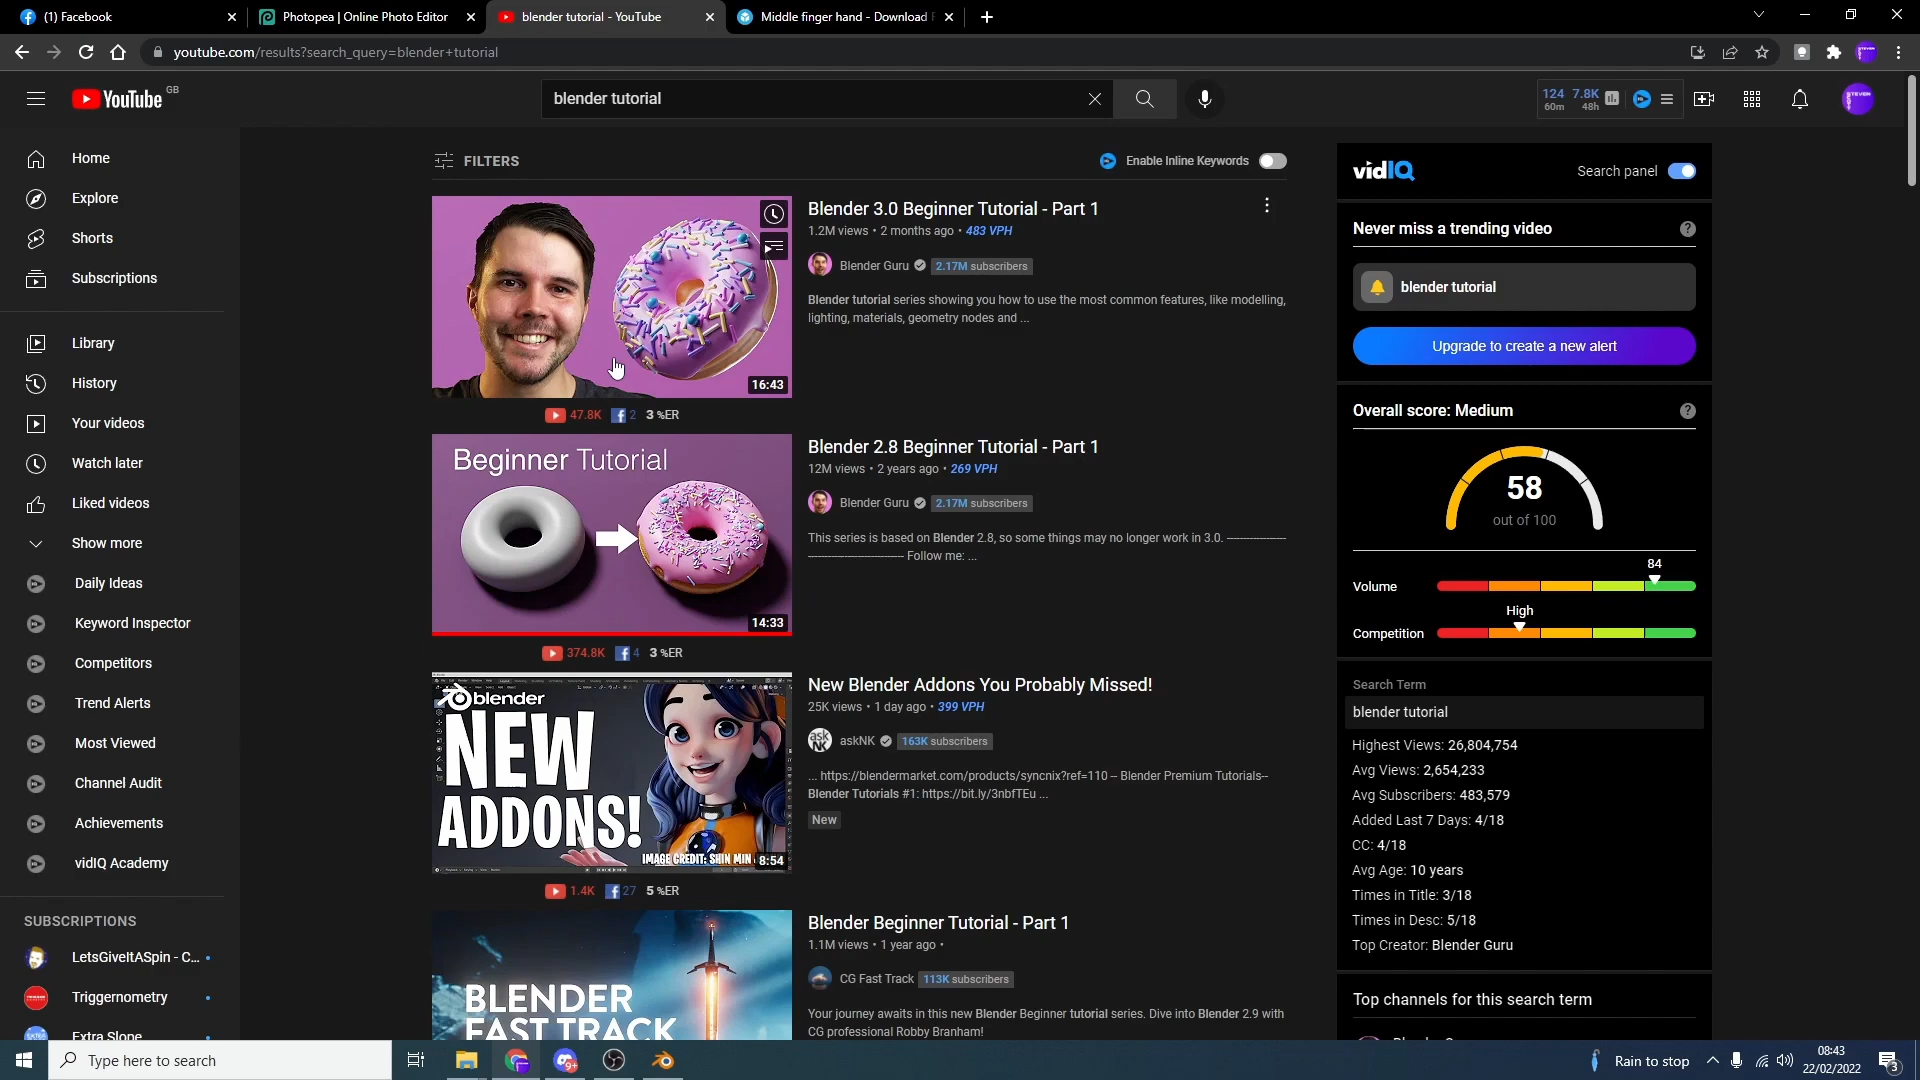 (1) Facebook
Photopea | Online Photo Editor
blender tutorial - YouTube
Middle finger hand - Download F
youtube.com/results?search_query=blender+tutorial
YouTube GB
blender tutorial
124 7.8K
60m 48h
Home
Explore
Shorts
Subscriptions
Library
History
Your videos
Watch later
Liked videos
Show more
Daily Ideas
Keyword Inspector
Competitors
Trend Alerts
Most Viewed
Channel Audit
Achievements
vidIQ Academy
SUBSCRIPTIONS
LetsGiveItASpin - C...
Triggernometry
Extra Slope
FILTERS
Enable Inline Keywords
16:43
47.8K 2 3 %ER
Blender 3.0 Beginner Tutorial - Part 1
1.2M views • 2 months ago • 483 VPH
Blender Guru 2.17M subscribers
Blender tutorial series showing you how to use the most common features, like modelling,
lighting, materials, geometry nodes and ...
Beginner Tutorial
14:33
374.8K 4 3 %ER
Blender 2.8 Beginner Tutorial - Part 1
12M views • 2 years ago • 269 VPH
Blender Guru 2.17M subscribers
This series is based on Blender 2.8, so some things may no longer work in 3.0. -----------------
--------------------------- Follow me: ...
blender
NEW
ADDONS!
IMAGE CREDIT: SHIN MIN
8:54
1.4K 27 5 %ER
New Blender Addons You Probably Missed!
25K views • 1 day ago • 399 VPH
ask NK
askNK 163K subscribers
... https://blendermarket.com/products/syncnix?ref=110 -- Blender Premium Tutorials--
Blender Tutorials #1: https://bit.ly/3nbfTEu ...
New
BLENDER
FAST TRACK
Blender Beginner Tutorial - Part 1
1.1M views • 1 year ago •
CG Fast Track 113K subscribers
Your journey awaits in this new Blender Beginner tutorial series. Dive into Blender 2.9 with
CG professional Robby Branham!
vidIQ
Search panel
Never miss a trending video
blender tutorial
Upgrade to create a new alert
Overall score: Medium
58
out of 100
84
Volume
High
Competition
Search Term
blender tutorial
Highest Views: 26,804,754
Avg Views: 2,654,233
Avg Subscribers: 483,579
Added Last 7 Days: 4/18
CC: 4/18
Avg Age: 10 years
Times in Title: 3/18
Times in Desc: 5/18
Top Creator: Blender Guru
Top channels for this search term
Type here to search
9+
Rain to stop
08:43
22/02/2022
3